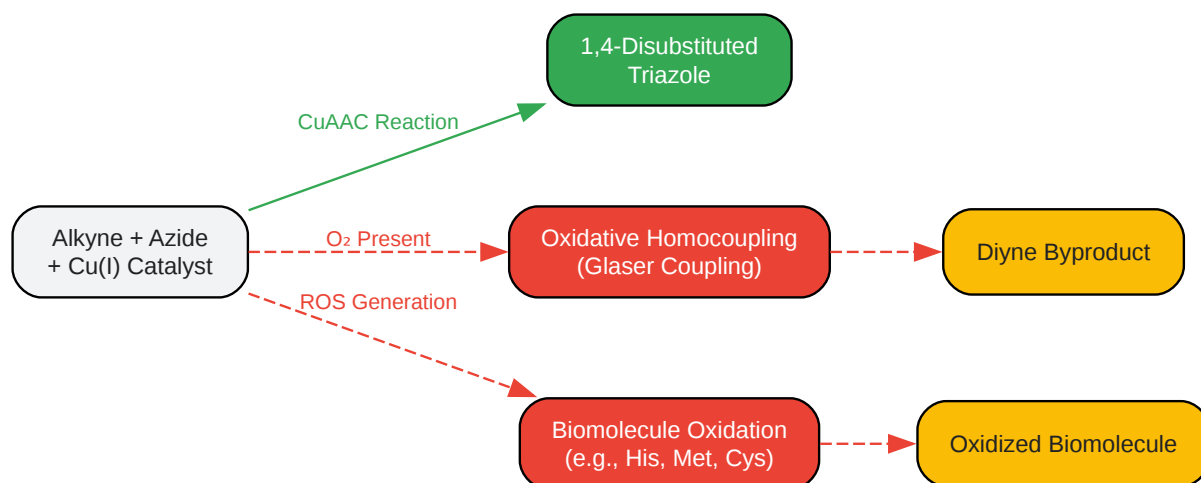 1,4-Disubstituted
Triazole
CuAAC Reaction
Alkyne + Azide
+ Cu(I) Catalyst
O₂ Present
Oxidative Homocoupling
(Glaser Coupling)
Diyne Byproduct
ROS Generation
Biomolecule Oxidation
(e.g., His, Met, Cys)
Oxidized Biomolecule